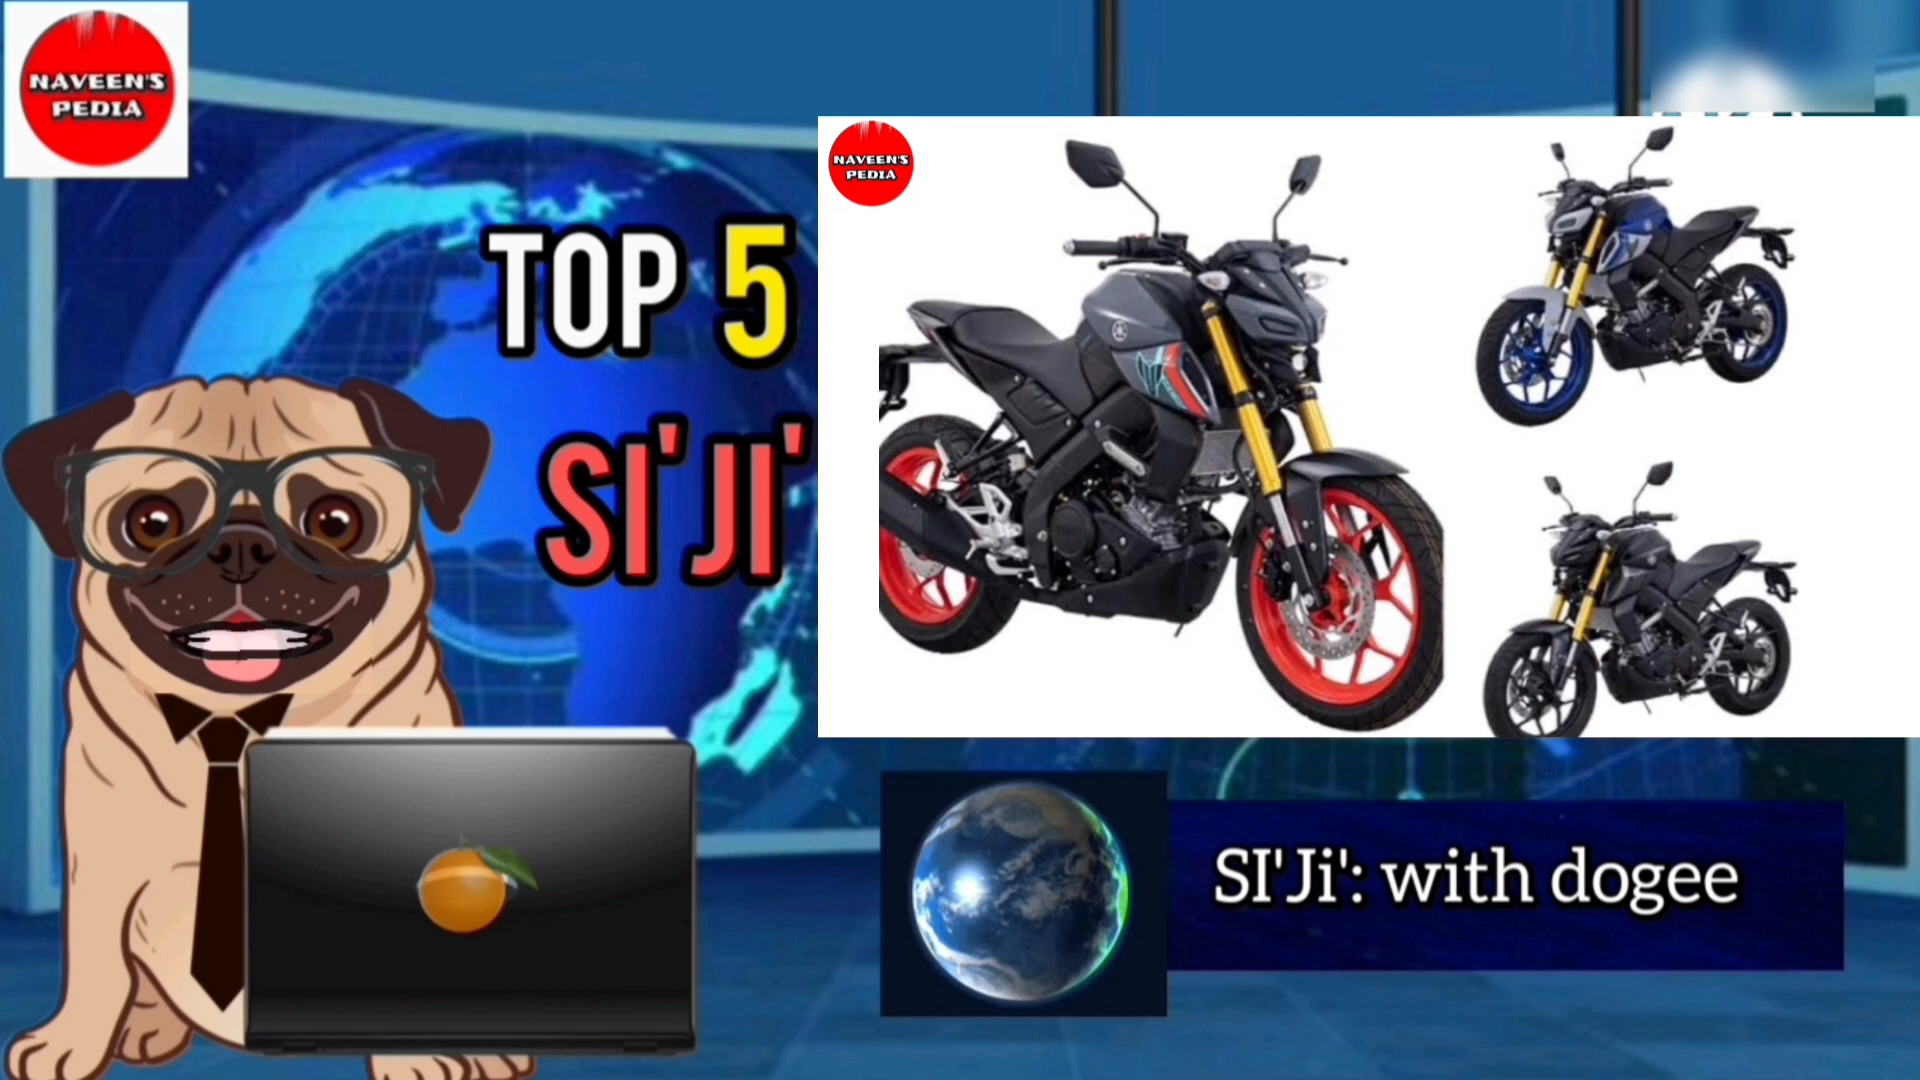 NAVEEN'S
PEDIA
NAVEEN'S
PEDIA
TOP 5
SI'JI'
SI'Ji': with dogee